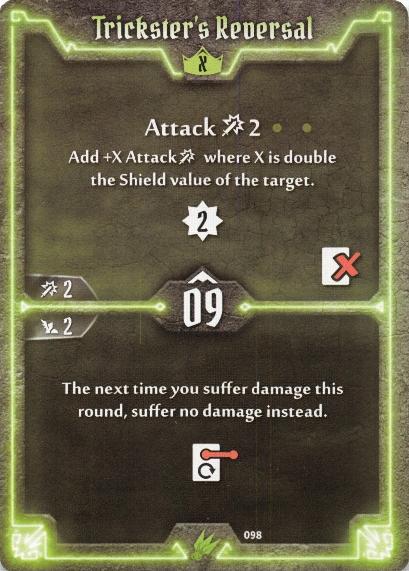 Trickster's Reversal
X
Attack 2
Add +X Attack where X is double
the Shield value of the target.
2
2
09
2
The next time you suffer damage this
round, suffer no damage instead.
098